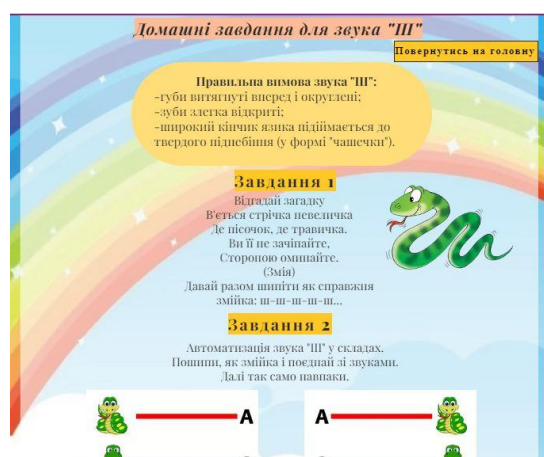 Домашні завдання для звука "Ш"
Повернутись на головну
Правильна вимова звука "Ш":
-губи витягнуті вперед і округлені;
-зуби злегка відкриті;
-широкий кінчик язика підіймається до
твердого піднебіння (у формі "чашечки").
Завдання 1
Відгадай загадку
В'ється стрічка невеличка
Де пісочок, де травичка.
Ви її не зачіпайте,
Стороною оминайте.
(Змія)
Давай разом шипіти як справжня
змійка: ш-ш-ш-ш-ш...
Завдання 2
Автоматизація звука "Ш" у складах.
Пошипи, як змійка і поєднай зі звуками.
Далі так само навпаки.
А А